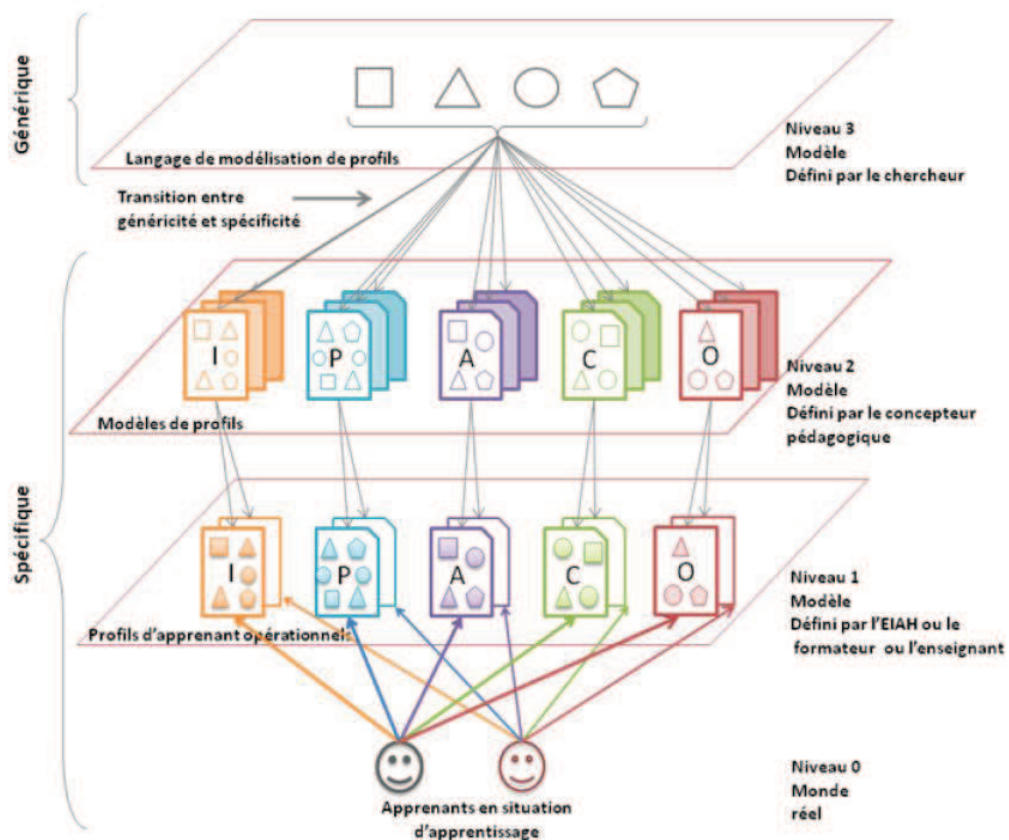 Générique
Niveau 3
Modèle
Défini par le chercheur
Langage de modélisation de profils
Transition entre
généricité et spécificité
Spécifique
I
P
A
C
O
Niveau 2
Modèle
Défini par le concepteur
pédagogique
Modèles de profils
I
P
A
C
O
Niveau 1
Modèle
Défini par l'EIAH ou le
formateur ou l'enseignant
Profils d'apprenant opérationnels
Niveau 0
Monde
réel
Apprenants en situation
d'apprentissage